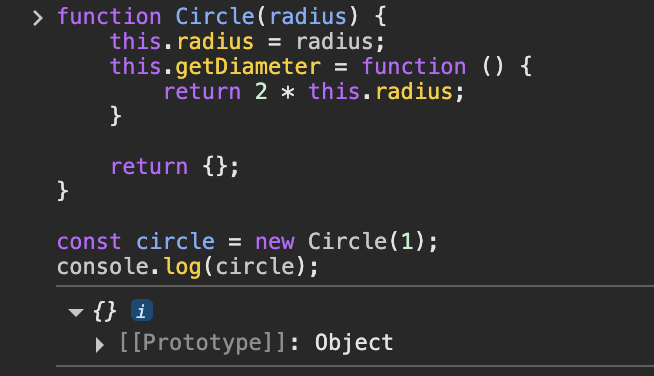 function Circle(radius) {
    this.radius = radius;
    this.getDiameter = function () {
        return 2 * this.radius;
    }

    return {};
}

const circle = new Circle(1);
console.log(circle);
{} i
[[Prototype]]: Object